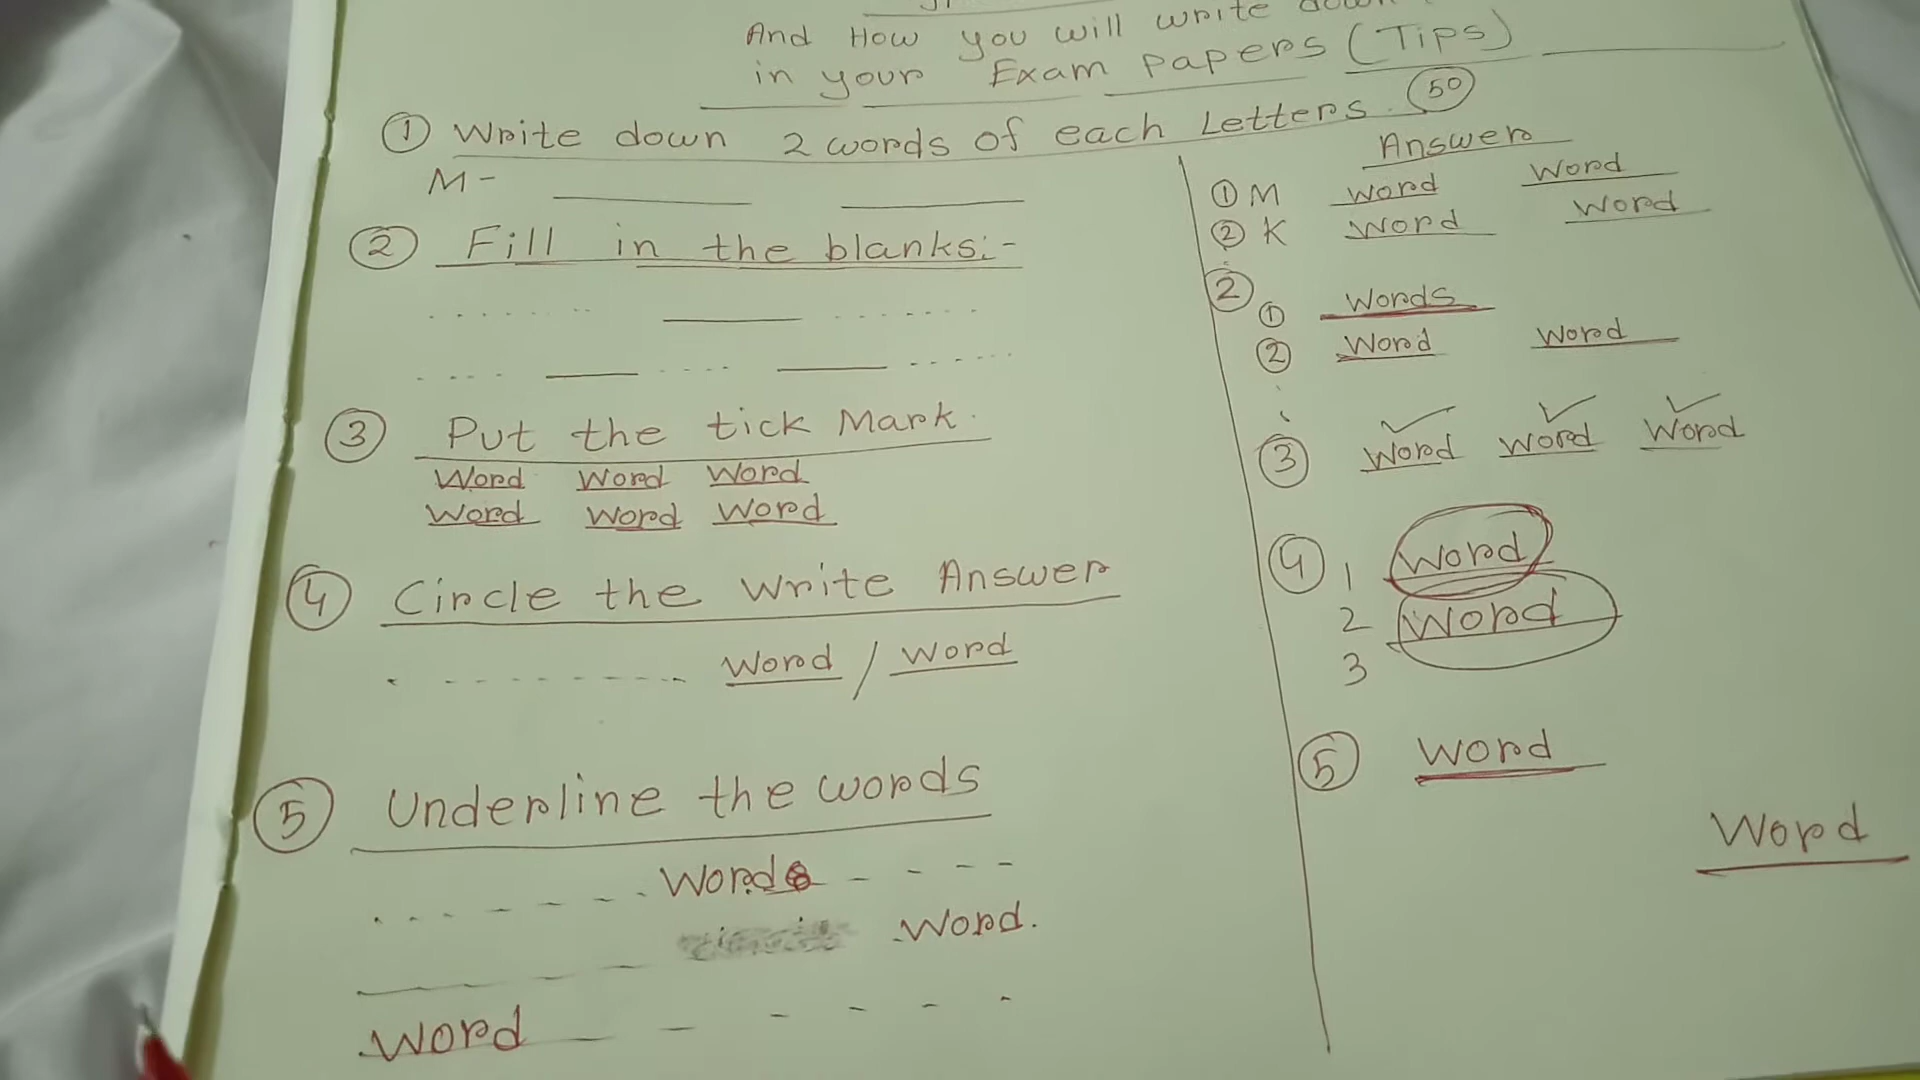 And How you will write down
in your Exam papers (Tips)
① Write down 2 words of each Letters. 50
M-
② Fill in the blanks:-
③ Put the tick Mark.
Word Word Word
Word Word Word
④ Circle the Write Answer
Word / Word
⑤ Underline the words
Words
Word.
Word
Answer
① M Word Word
② K Word Word
②
① Words
② Word Word
③ Word Word Word
④ 1 Word
2 Word
3
⑤ Word
Word